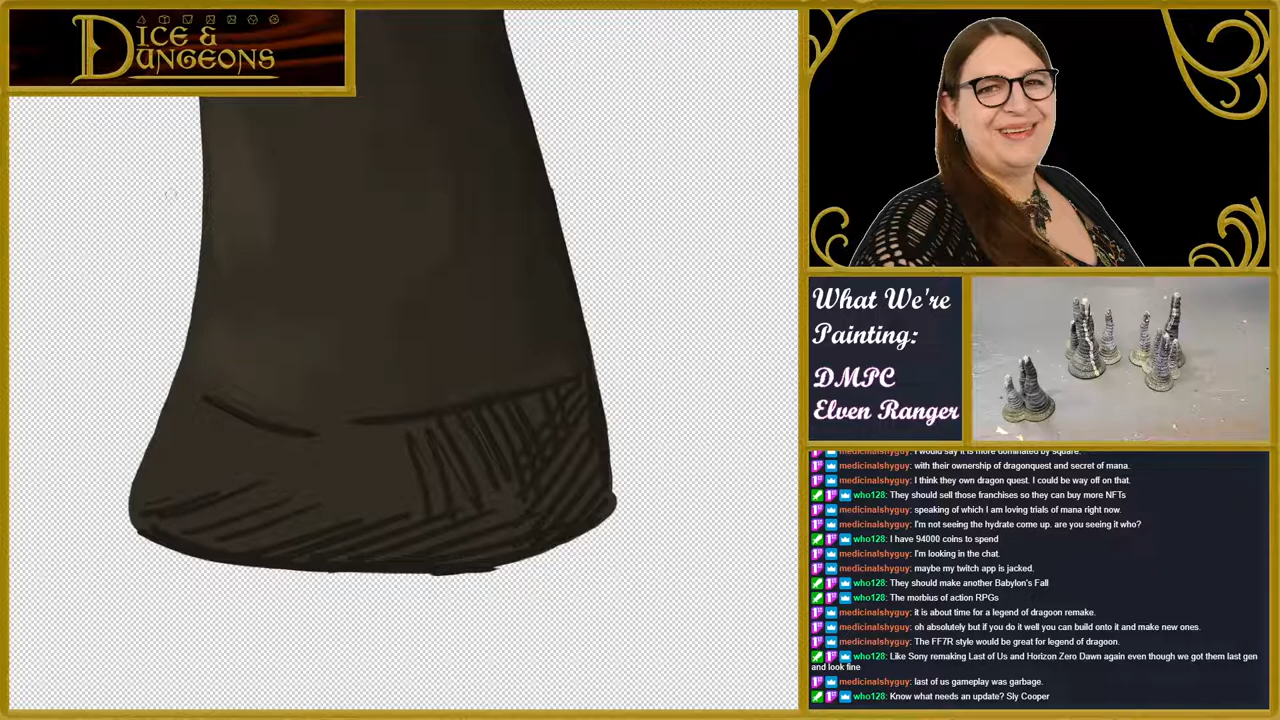 DICE &
DUNGEONS
What We're
Painting:
DMPC
Elven Ranger
medicinalshyguy: I would say it is more dominated by square.
medicinalshyguy: with their ownership of dragonquest and secret of mana.
medicinalshyguy: I think they own dragon quest. I could be way off on that.
who128: They should sell those franchises so they can buy more NFTs
medicinalshyguy: speaking of which I am loving trials of mana right now.
medicinalshyguy: I'm not seeing the hydrate come up. are you seeing it who?
who128: I have 94000 coins to spend
medicinalshyguy: I'm looking in the chat.
medicinalshyguy: maybe my twitch app is jacked.
who128: They should make another Babylon's Fall
who128: The morbius of action RPGs
medicinalshyguy: it is about time for a legend of dragoon remake.
medicinalshyguy: oh absolutely but if you do it well you can build onto it and make new ones.
medicinalshyguy: The FF7R style would be great for legend of dragoon.
who128: Like Sony remaking Last of Us and Horizon Zero Dawn again even though we got them last gen
and look fine
medicinalshyguy: last of us gameplay was garbage.
who128: Know what needs an update? Sly Cooper